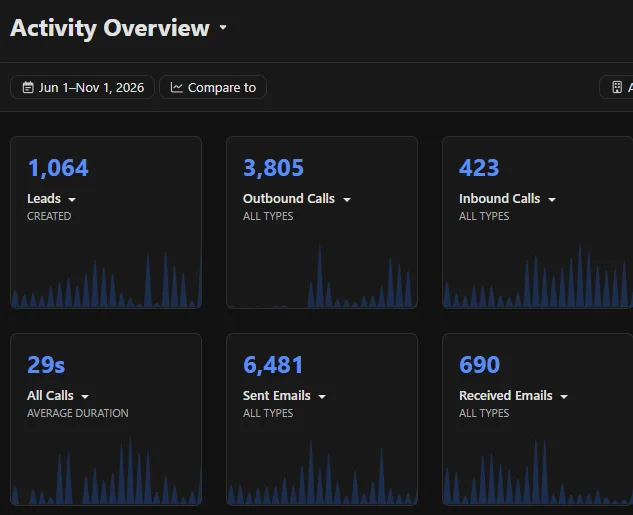 Activity Overview
Jun 1–Nov 1, 2026
Compare to
1,064
Leads
CREATED
3,805
Outbound Calls
ALL TYPES
423
Inbound Calls
ALL TYPES
29s
All Calls
AVERAGE DURATION
6,481
Sent Emails
ALL TYPES
690
Received Emails
ALL TYPES